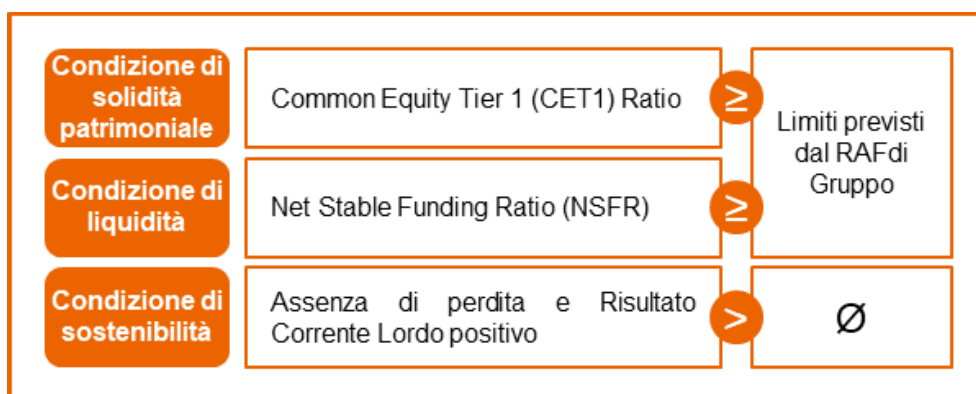 Condizione di
solidità
patrimoniale
Common Equity Tier 1 (CET1) Ratio
≥
Limiti previsti
dal RAFdi
Gruppo
Condizione di
liquidità
Net Stable Funding Ratio (NSFR)
≥
Condizione di
sostenibilità
Assenza di perdita e Risultato
Corrente Lordo positivo
>
Ø